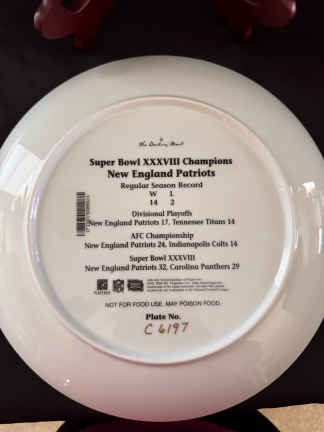 The Danbury Mint
Super Bowl XXXVIII Champions
New England Patriots
Regular Season Record
W L
14 2
Divisional Playoffs
New England Patriots 17, Tennessee Titans 14
AFC Championship
New England Patriots 24, Indianapolis Colts 14
Super Bowl XXXVIII
New England Patriots 32, Carolina Panthers 29
NOT FOR FOOD USE. MAY POISON FOOD.
Plate No.
C6197